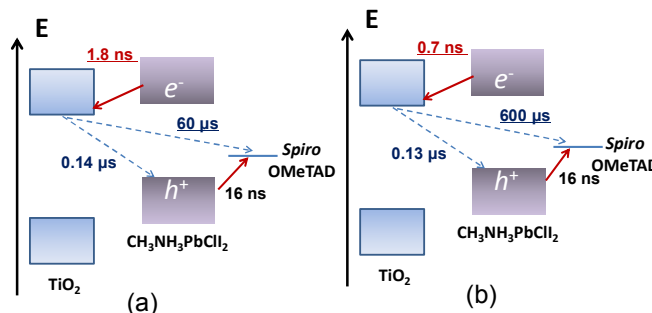 E
1.8 ns
e-
60 µs
Spiro
OMeTAD
0.14 µs
h+
16 ns
CH₃NH₃PbClI₂
TiO₂
(a)
E
0.7 ns
e-
600 µs
Spiro
OMeTAD
0.13 µs
h+
16 ns
CH₃NH₃PbClI₂
TiO₂
(b)